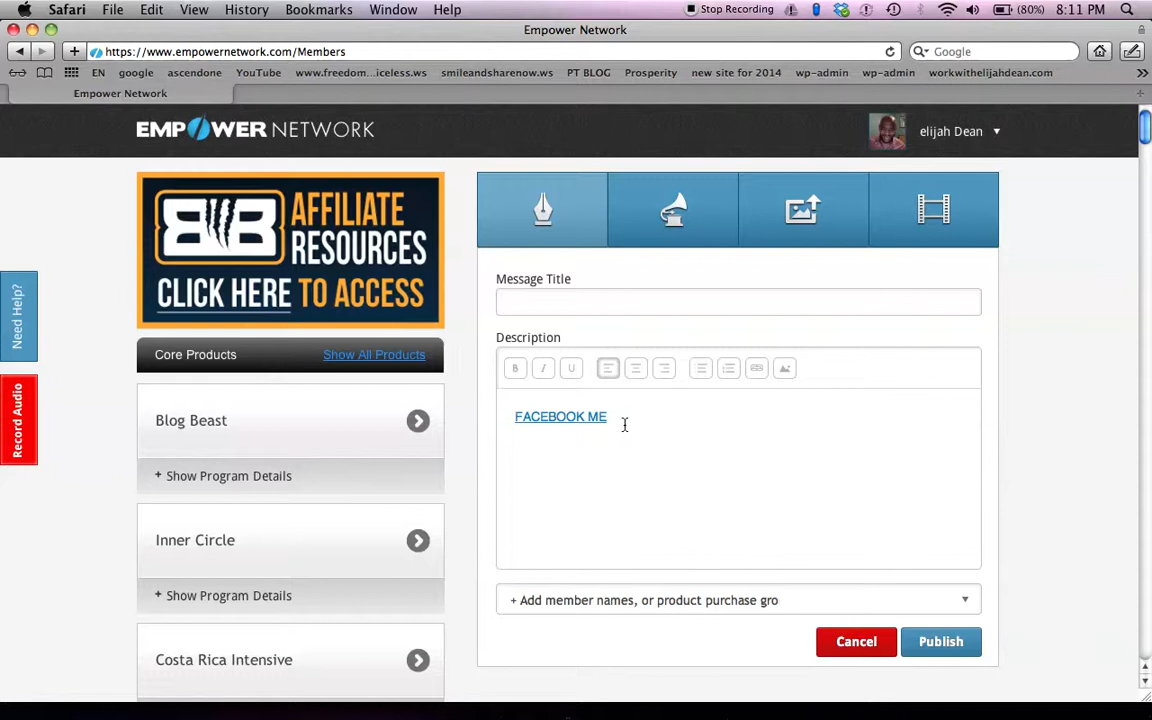 Safari File Edit View History Bookmarks Window Help Stop Recording (80%) 8:11 PM
Empower Network
https://www.empowernetwork.com/Members Google
EN google ascendone YouTube www.freedom...iceless.ws smileandsharenow.ws PT BLOG Prosperity new site for 2014 wp-admin wp-admin workwithelijahdean.com
Empower Network
EMPOWER NETWORK
elijah Dean
BB AFFILIATE
RESOURCES
CLICK HERE TO ACCESS
Need Help?
Record Audio
Core Products Show All Products
Blog Beast
+ Show Program Details
Inner Circle
+ Show Program Details
Costa Rica Intensive
Message Title
Description
B I U
FACEBOOK ME
+ Add member names, or product purchase gro
Cancel Publish